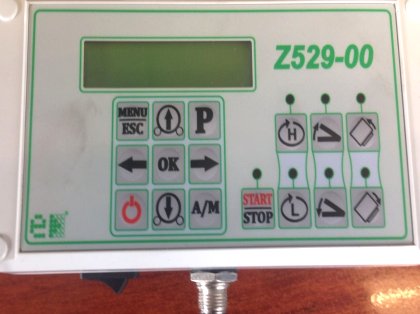 Z529-00
MENU
ESC
P
H
OK
START
STOP
A/M
L